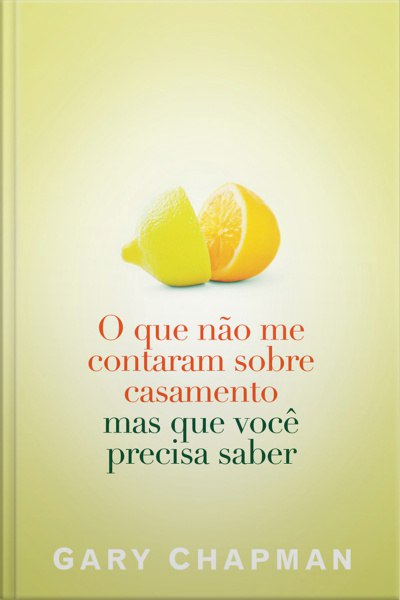 O que não me
contaram sobre
casamento
mas que você
precisa saber
GARY CHAPMAN